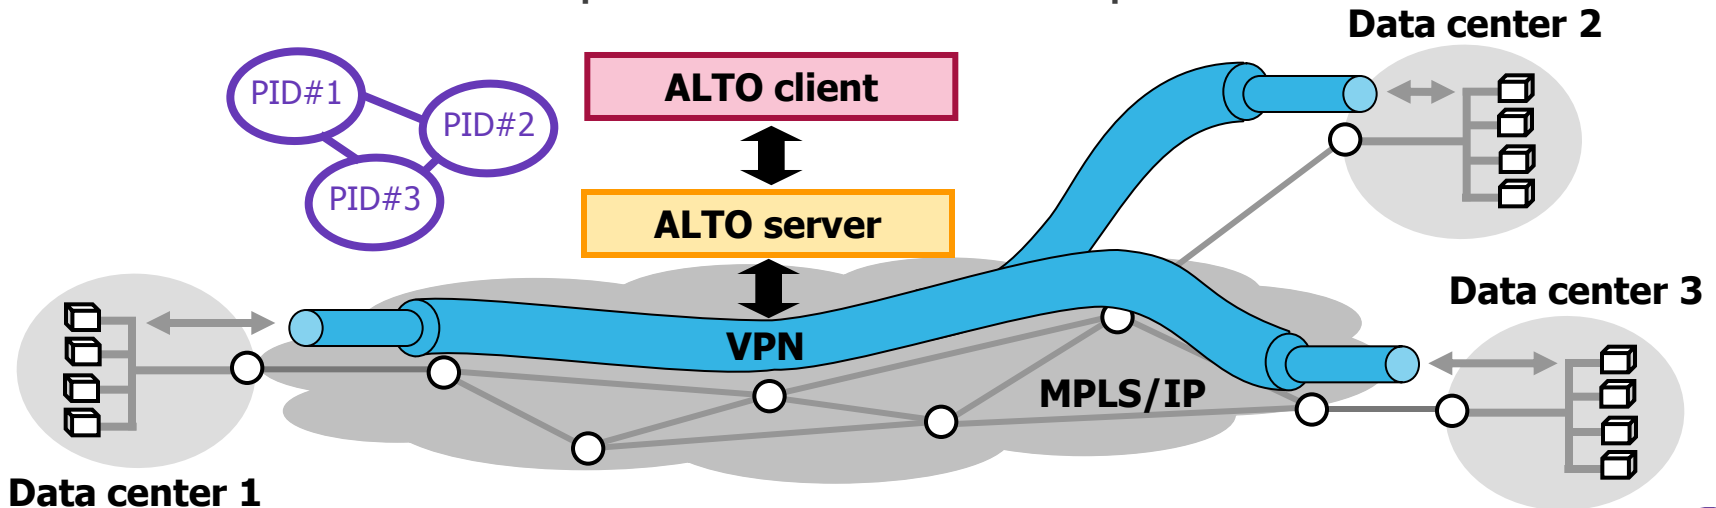 Data center 2
PID#1
ALTO client
PID#2
PID#3
ALTO server
Data center 3
VPN
MPLS/IP
Data center 1